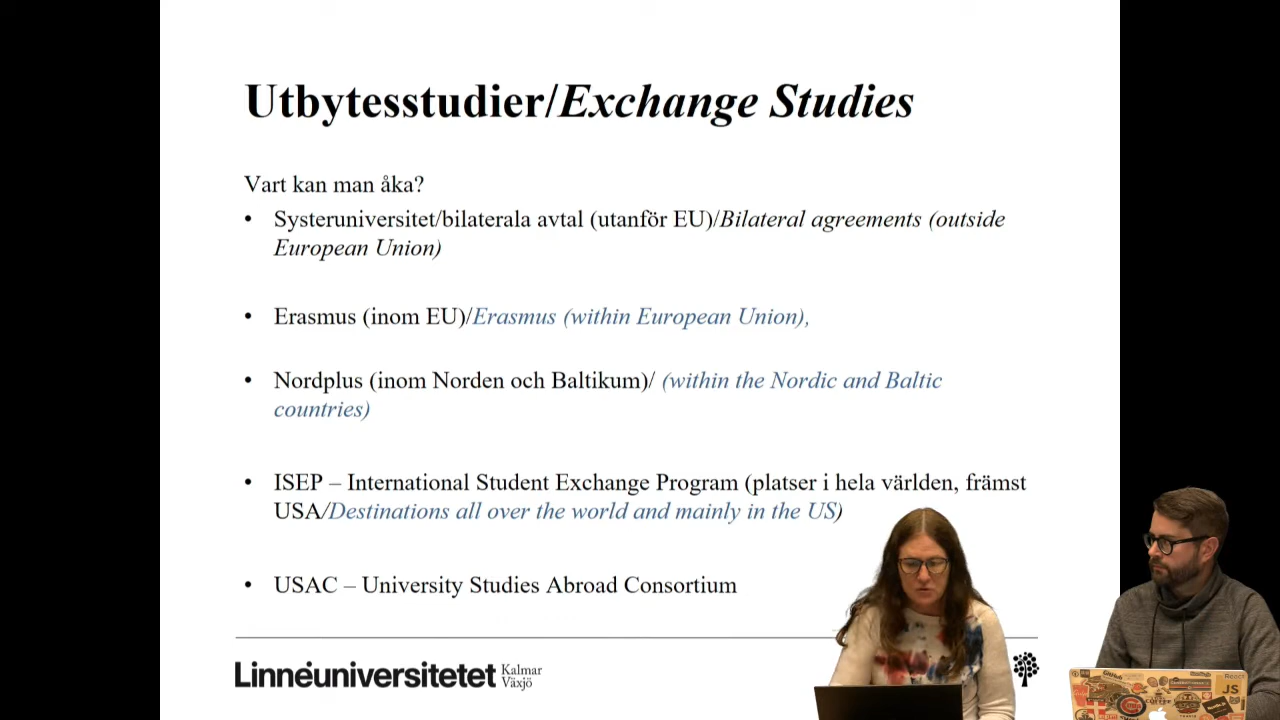 Utbytesstudier/Exchange Studies
Vart kan man åka?
• Systeruniversitet/bilaterala avtal (utanför EU)/Bilateral agreements (outside
European Union)
• Erasmus (inom EU)/Erasmus (within European Union),
• Nordplus (inom Norden och Baltikum)/ (within the Nordic and Baltic
countries)
• ISEP – International Student Exchange Program (platser i hela världen, främst
USA/Destinations all over the world and mainly in the US)
• USAC – University Studies Abroad Consortium
Linnéuniversitetet
Kalmar
Växjö
React
JS